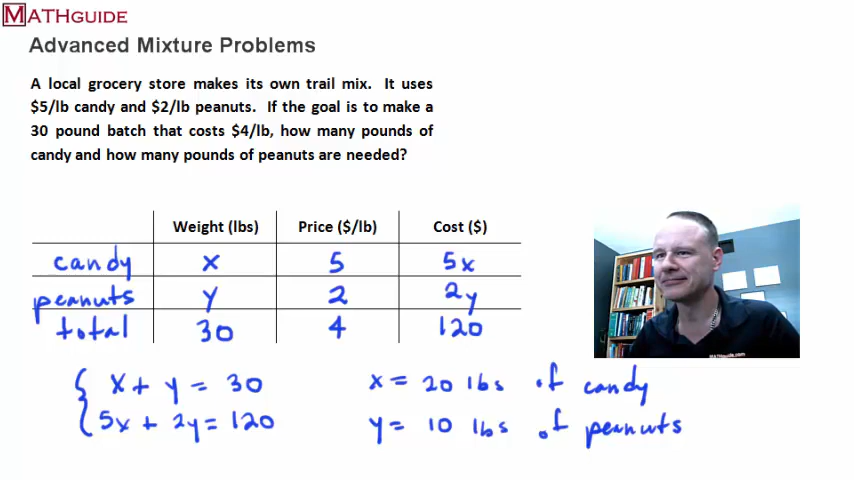 MATHGUIDE
Advanced Mixture Problems
A local grocery store makes its own trail mix. It uses
$5/lb candy and $2/lb peanuts. If the goal is to make a
30 pound batch that costs $4/lb, how many pounds of
candy and how many pounds of peanuts are needed?
Weight (lbs) Price ($/lb) Cost ($)
candy x 5 5x
peanuts y 2 2y
total 30 4 120
x + y = 30
5x + 2y = 120
x = 20 lbs of candy
y = 10 lbs of peanuts
MATHGUIDE.com